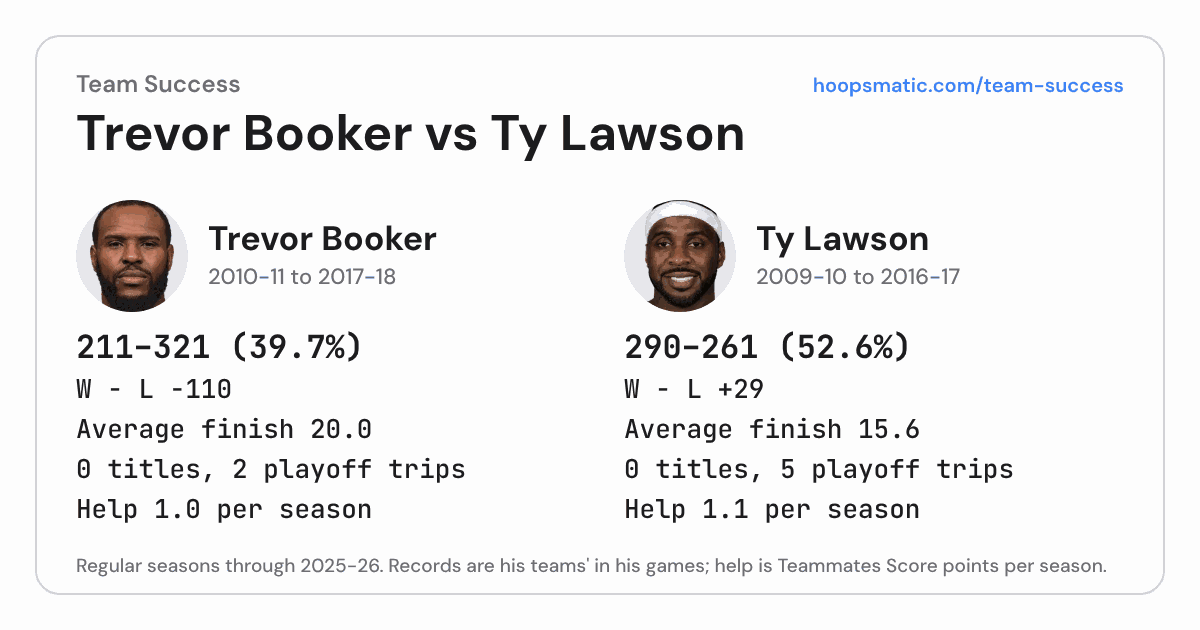 Team Success
hoopsmatic.com/team-success
Trevor Booker vs Ty Lawson
Trevor Booker
2010-11 to 2017-18
211-321 (39.7%)
W - L -110
Average finish 20.0
0 titles, 2 playoff trips
Help 1.0 per season
Ty Lawson
2009-10 to 2016-17
290-261 (52.6%)
W - L +29
Average finish 15.6
0 titles, 5 playoff trips
Help 1.1 per season
Regular seasons through 2025-26. Records are his teams' in his games; help is Teammates Score points per season.